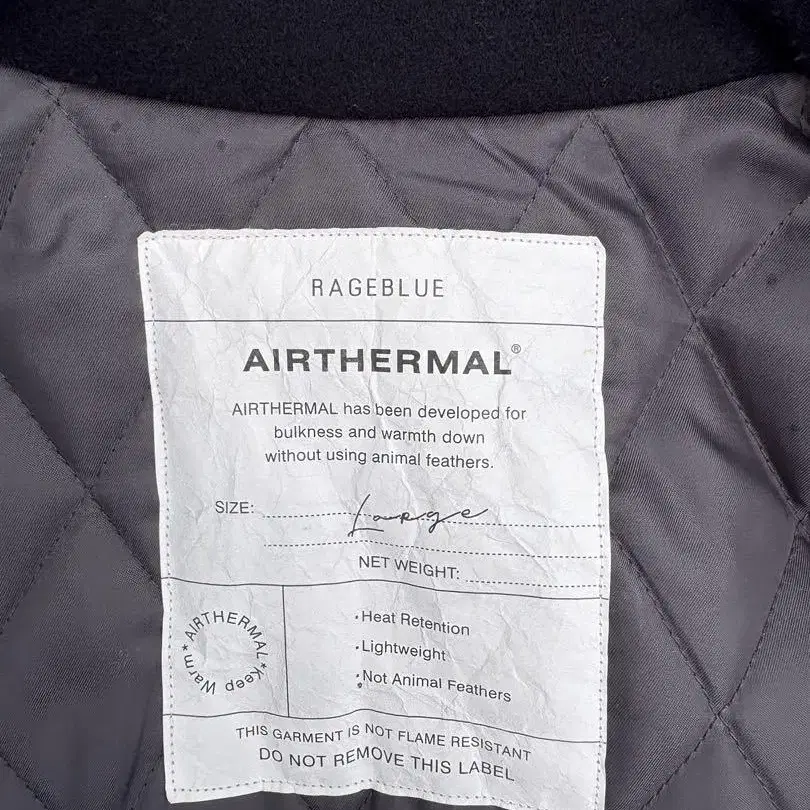 RAGEBLUE
AIRTHERMAL®
AIRTHERMAL has been developed for
bulkness and warmth down
without using animal feathers.
SIZE: Large
NET WEIGHT:
★AIRTHERMAL★Keep Warm
·Heat Retention
·Lightweight
·Not Animal Feathers
THIS GARMENT IS NOT FLAME RESISTANT
DO NOT REMOVE THIS LABEL